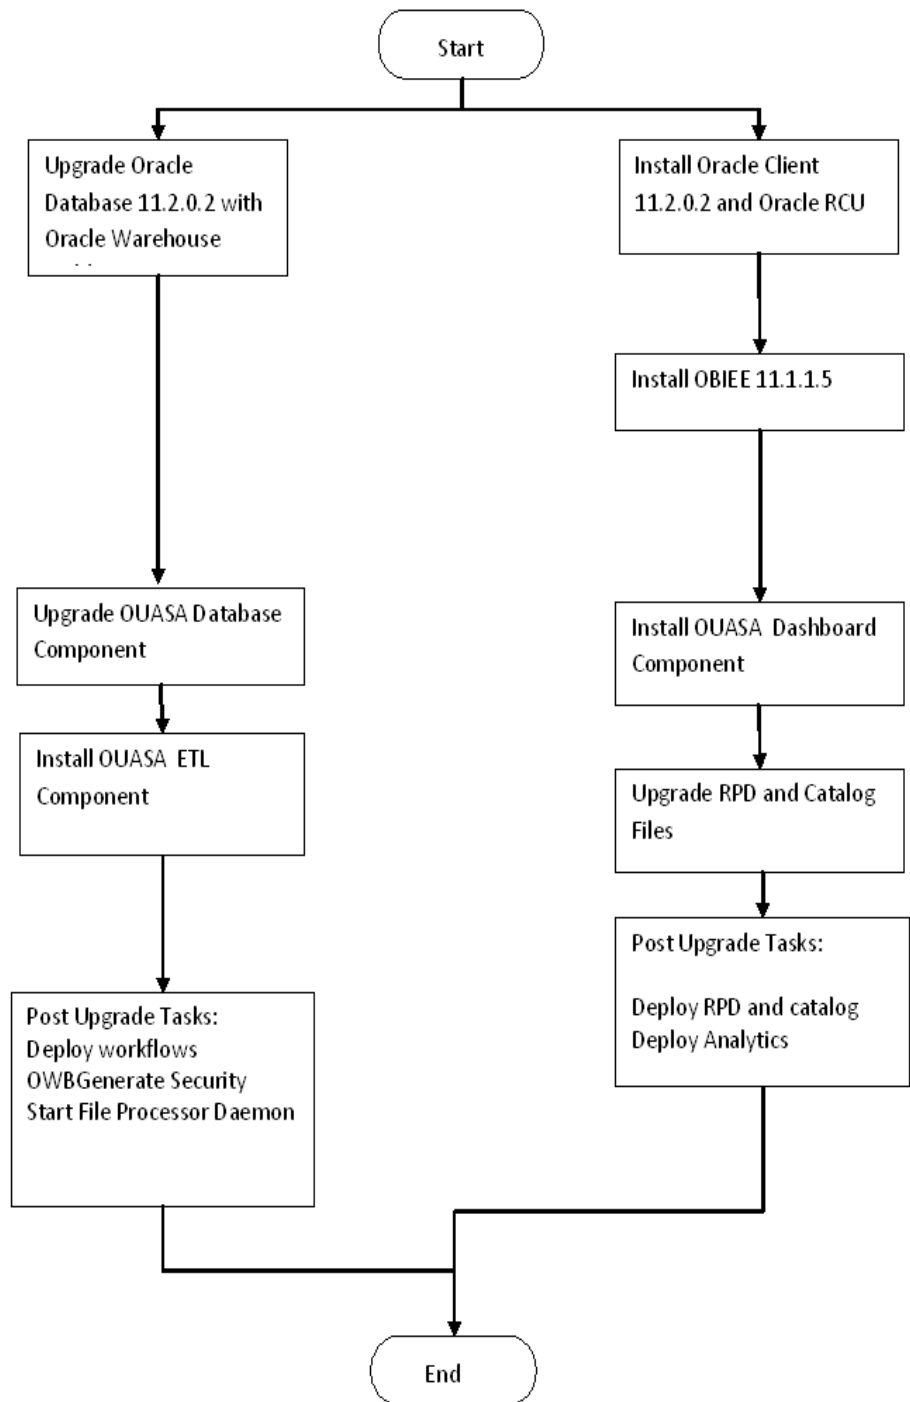 Start
Upgrade Oracle
Database 11.2.0.2 with
Oracle Warehouse
Install Oracle Client
11.2.0.2 and Oracle RCU
Install OBIEE 11.1.1.5
Upgrade OUASA Database
Component
Install OUASA Dashboard
Component
Install OUASA ETL
Component
Upgrade RPD and Catalog
Files
Post Upgrade Tasks:
Deploy RPD and catalog
Deploy Analytics
Post Upgrade Tasks:
Deploy workflows
OWBGenerate Security
Start File Processor Daemon
End